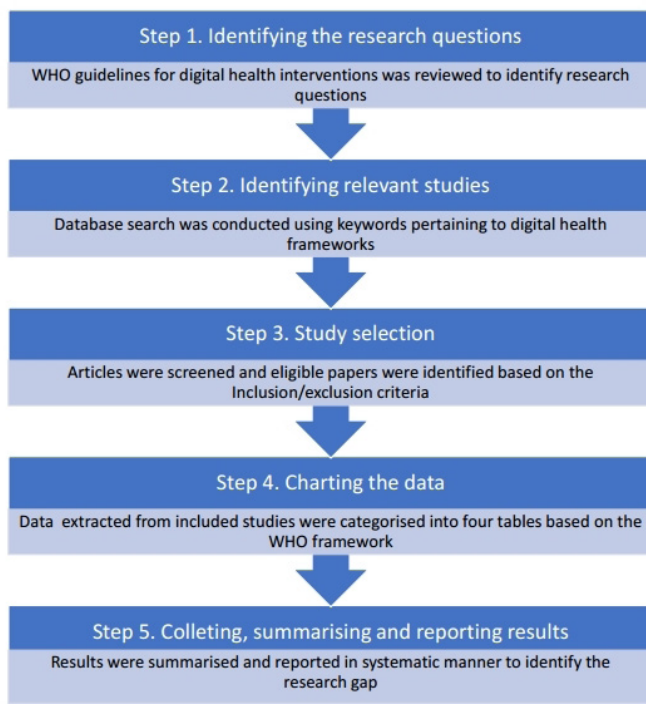 Step 1. Identifying the research questions
WHO guidelines for digital health interventions was reviewed to identify research
questions
Step 2. Identifying relevant studies
Database search was conducted using keywords pertaining to digital health
frameworks
Step 3. Study selection
Articles were screened and eligible papers were identified based on the
Inclusion/exclusion criteria
Step 4. Charting the data
Data extracted from included studies were categorised into four tables based on the
WHO framework
Step 5. Colleting, summarising and reporting results
Results were summarised and reported in systematic manner to identify the
research gap